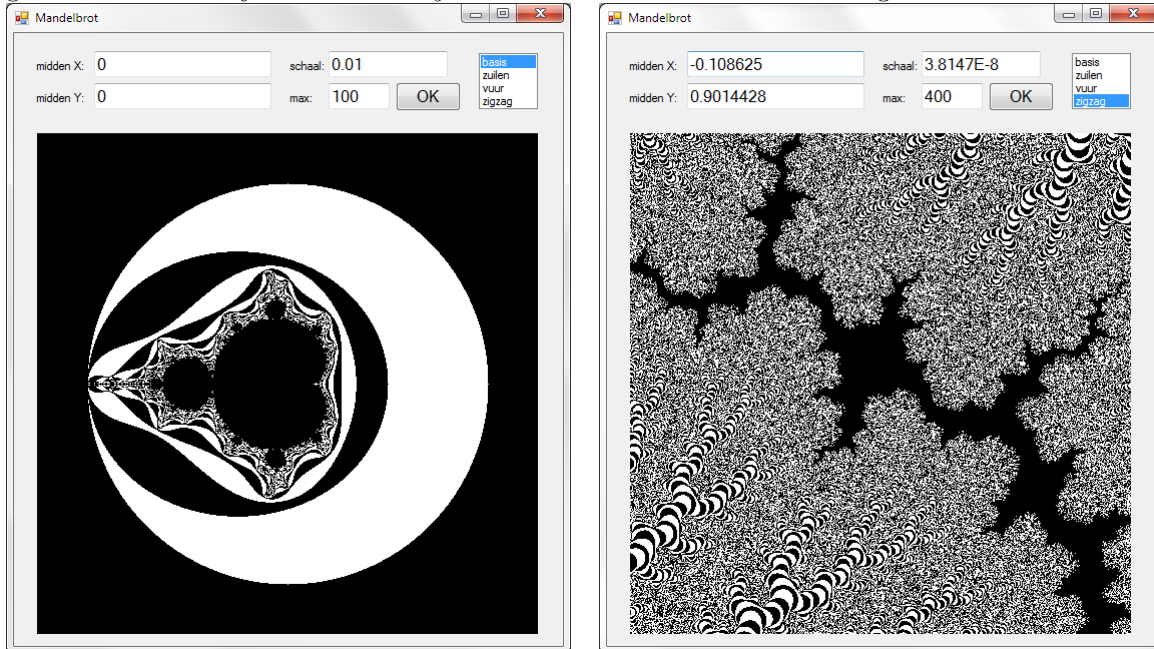 Mandelbrot
midden X: 0
schaal: 0.01
midden Y: 0
max: 100
OK
basis
zuilen
vuur
zigzag
Mandelbrot
midden X: -0.108625
schaal: 3.8147E-8
midden Y: 0.9014428
max: 400
OK
basis
zuilen
vuur
zigzag